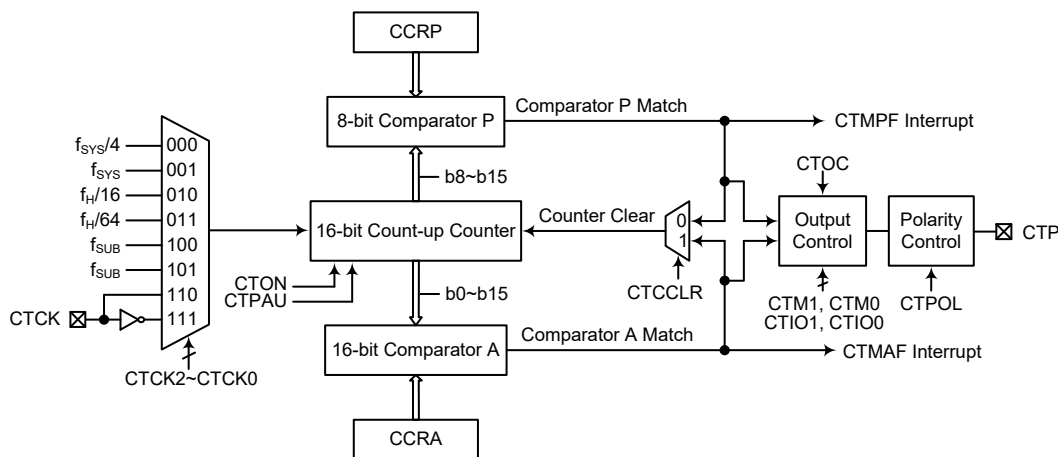 CCRP
8-bit Comparator P
Comparator P Match
CTMPF Interrupt
b8~b15
fSYS/4
fSYS
fH/16
fH/64
fSUB
fSUB
000
001
010
011
100
101
110
111
CTCK
CTCK2~CTCK0
16-bit Count-up Counter
CTON
CTPAU
Counter Clear
0
1
CTCCLR
CTOC
Output
Control
CTM1, CTM0
CTIO1, CTIO0
Polarity
Control
CTPOL
CTP
b0~b15
16-bit Comparator A
Comparator A Match
CTMAF Interrupt
CCRA